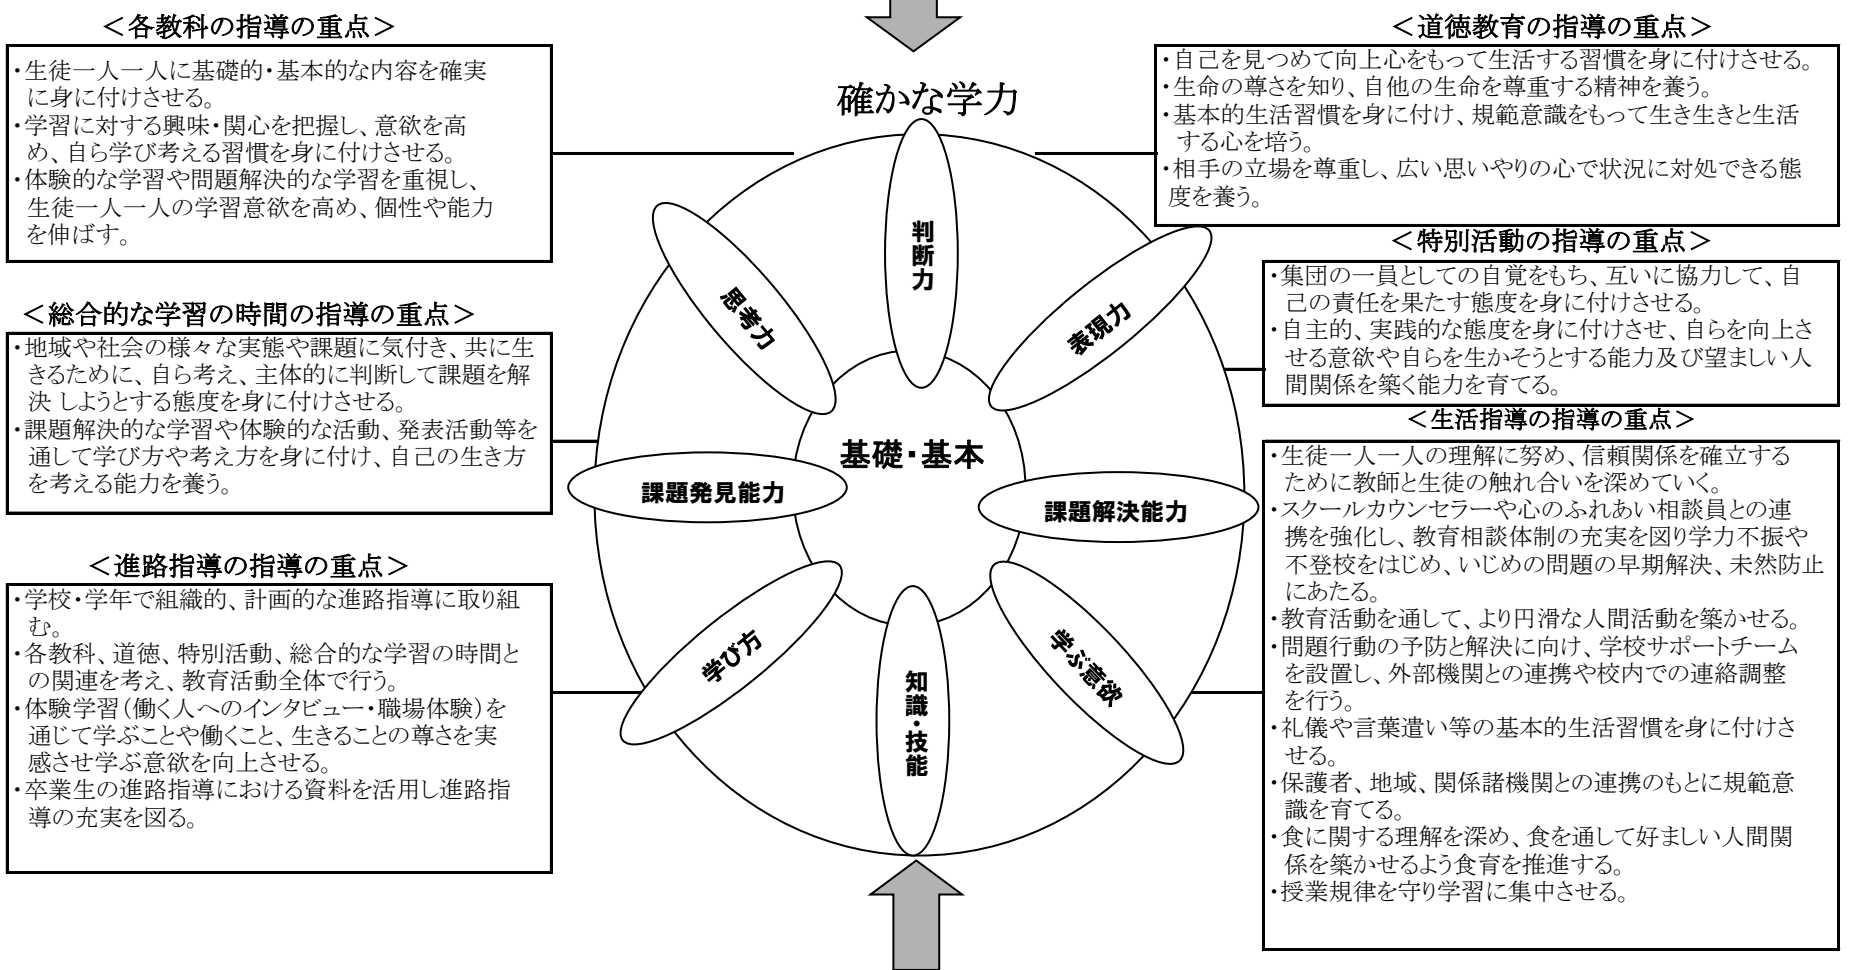 ＜各教科の指導の重点＞
・生徒一人一人に基礎的・基本的な内容を確実
に身に付けさせる。
・学習に対する興味・関心を把握し、意欲を高
め、自ら学び考える習慣を身に付けさせる。
・体験的な学習や問題解決的な学習を重視し、
生徒一人一人の学習意欲を高め、個性や能力
を伸ばす。
＜総合的な学習の時間の指導の重点＞
・地域や社会の様々な実態や課題に気付き、共に生
きるために、自ら考え、主体的に判断して課題を解
決 しようとする態度を身に付けさせる。
・課題解決的な学習や体験的な活動、発表活動等を
通して学び方や考え方を身に付け、自己の生き方
を考える能力を養う。
＜進路指導の指導の重点＞
・学校・学年で組織的、計画的な進路指導に取り組
む。
・各教科、道徳、特別活動、総合的な学習の時間と
の関連を考え、教育活動全体で行う。
・体験学習（働く人へのインタビュー・職場体験）を
通じて学ぶことや働くこと、生きることの尊さを実
感させ学ぶ意欲を向上させる。
・卒業生の進路指導における資料を活用し進路指
導の充実を図る。
確かな学力
判断力
思考力
表現力
基礎・基本
課題発見能力
課題解決能力
学び方
知識・技能
学ぶ意欲
＜道徳教育の指導の重点＞
・自己を見つめて向上心をもって生活する習慣を身に付けさせる。
・生命の尊さを知り、自他の生命を尊重する精神を養う。
・基本的生活習慣を身に付け、規範意識をもって生き生きと生活
する心を培う。
・相手の立場を尊重し、広い思いやりの心で状況に対処できる態
度を養う。
＜特別活動の指導の重点＞
・集団の一員としての自覚をもち、互いに協力して、自
己の責任を果たす態度を身に付けさせる。
・自主的、実践的な態度を身に付けさせ、自らを向上さ
せる意欲や自らを生かそうとする能力及び望ましい人
間関係を築く能力を育てる。
＜生活指導の指導の重点＞
・生徒一人一人の理解に努め、信頼関係を確立する
ために教師と生徒の触れ合いを深めていく。
・スクールカウンセラーや心のふれあい相談員との連
携を強化し、教育相談体制の充実を図り学力不振や
不登校をはじめ、いじめの問題の早期解決、未然防止
にあたる。
・教育活動を通して、より円滑な人間活動を築かせる。
・問題行動の予防と解決に向け、学校サポートチーム
を設置し、外部機関との連携や校内での連絡調整
を行う。
・礼儀や言葉遣い等の基本的生活習慣を身に付けさ
せる。
・保護者、地域、関係諸機関との連携のもとに規範意
識を育てる。
・食に関する理解を深め、食を通して好ましい人間関
係を築かせるよう食育を推進する。
・授業規律を守り学習に集中させる。